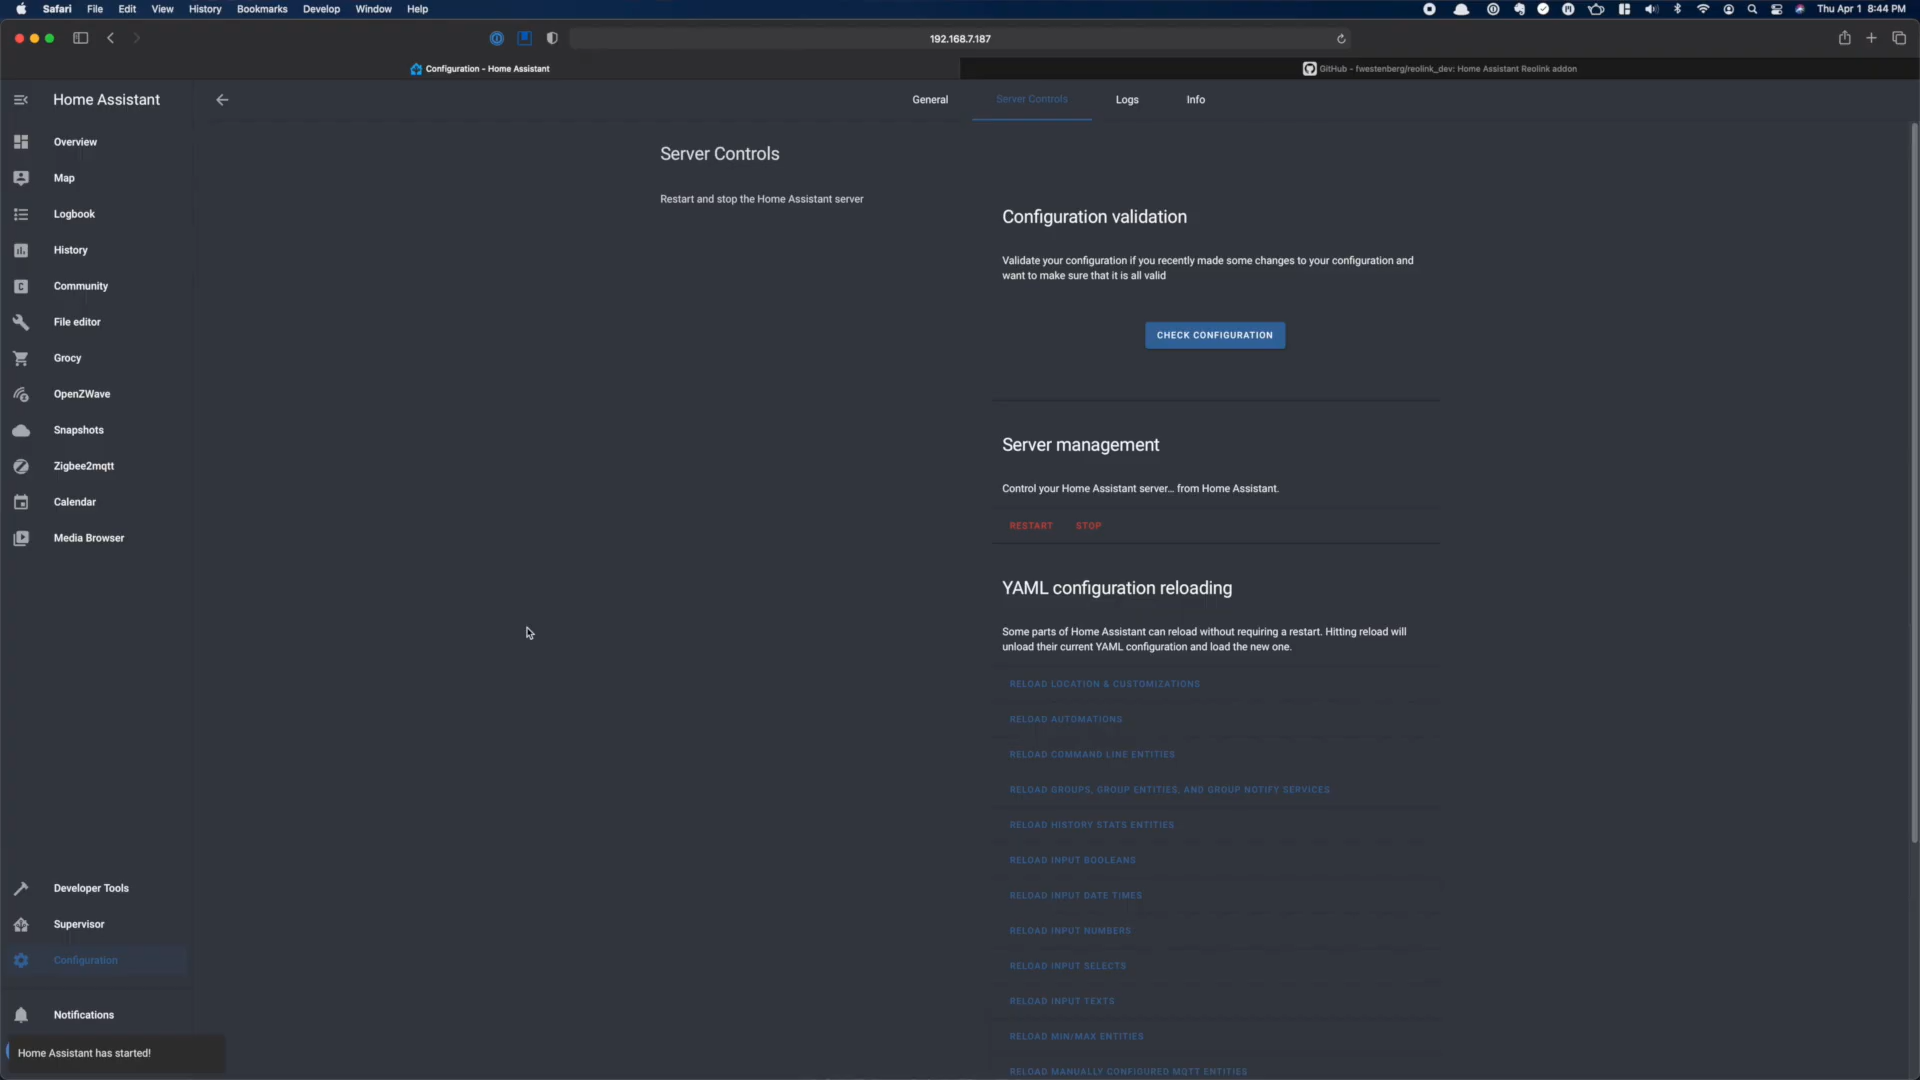 Safari File Edit View History Bookmarks Develop Window Help
Thu Apr 1 8:44 PM
192.168.7.187
Configuration - Home Assistant
GitHub - fwestenberg/reolink_dev: Home Assistant Reolink addon
Home Assistant
General
Server Controls
Logs
Info
Overview
Map
Logbook
History
Community
File editor
Grocy
OpenZWave
Snapshots
Zigbee2mqtt
Calendar
Media Browser
Developer Tools
Supervisor
Configuration
Notifications
Home Assistant has started!
Server Controls
Restart and stop the Home Assistant server
Configuration validation
Validate your configuration if you recently made some changes to your configuration and
want to make sure that it is all valid
CHECK CONFIGURATION
Server management
Control your Home Assistant server... from Home Assistant.
RESTART STOP
YAML configuration reloading
Some parts of Home Assistant can reload without requiring a restart. Hitting reload will
unload their current YAML configuration and load the new one.
RELOAD LOCATION & CUSTOMIZATIONS
RELOAD AUTOMATIONS
RELOAD COMMAND LINE ENTITIES
RELOAD GROUPS, GROUP ENTITIES, AND GROUP NOTIFY SERVICES
RELOAD HISTORY STATS ENTITIES
RELOAD INPUT BOOLEANS
RELOAD INPUT DATE TIMES
RELOAD INPUT NUMBERS
RELOAD INPUT SELECTS
RELOAD INPUT TEXTS
RELOAD MIN/MAX ENTITIES
RELOAD MANUALLY CONFIGURED MQTT ENTITIES